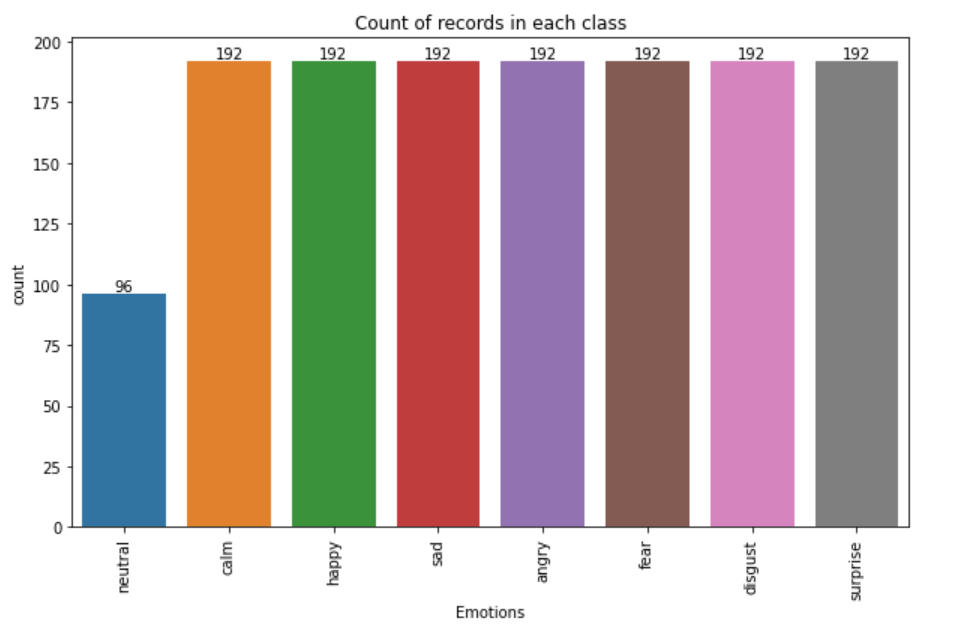 Count of records in each class
200
175
150
125
100
75
50
25
0
count
96
192
192
192
192
192
192
192
neutral
calm
happy
sad
angry
fear
disgust
surprise
Emotions